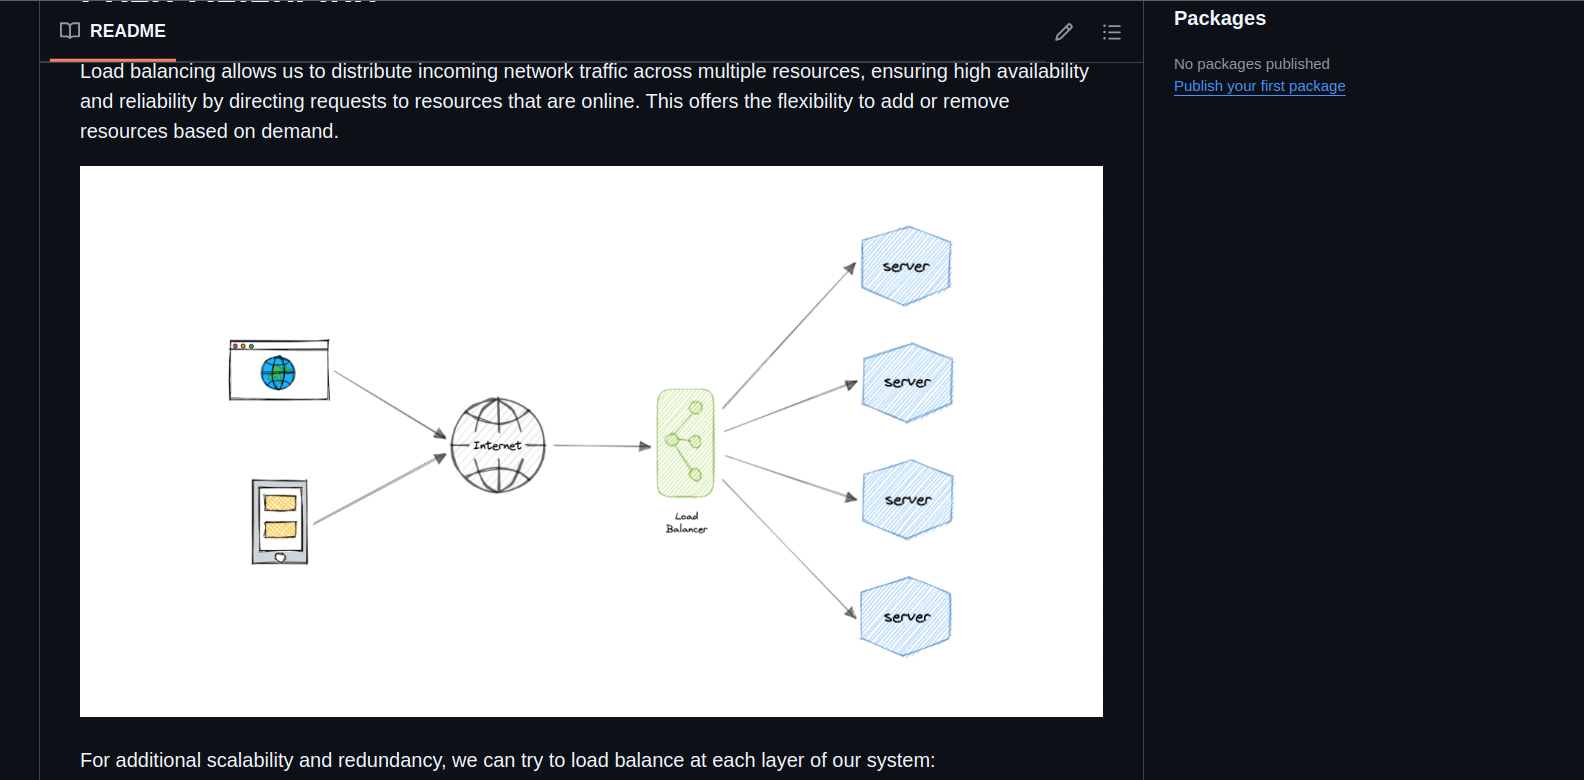 README
Load balancing allows us to distribute incoming network traffic across multiple resources, ensuring high availability
and reliability by directing requests to resources that are online. This offers the flexibility to add or remove
resources based on demand.
server
server
Internet
server
Load
Balancer
server
For additional scalability and redundancy, we can try to load balance at each layer of our system:
Packages
No packages published
Publish your first package